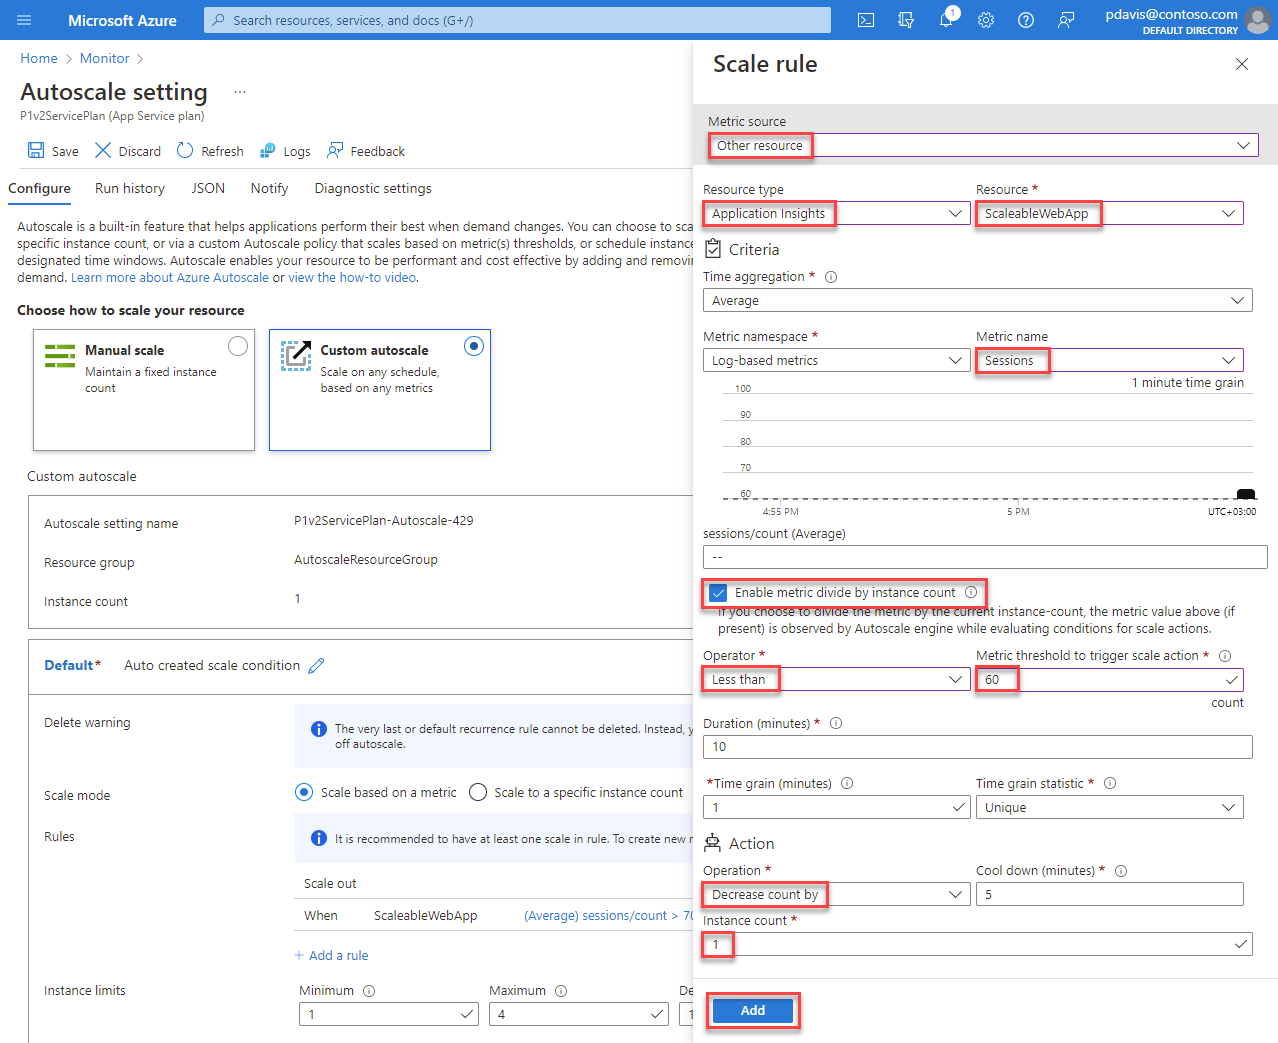 Microsoft Azure
Search resources, services, and docs (G+/)
1
pdavis@contoso.com
DEFAULT DIRECTORY
Home > Monitor >
Autoscale setting ...
P1v2ServicePlan (App Service plan)
Save Discard Refresh Logs Feedback
Configure Run history JSON Notify Diagnostic settings
Autoscale is a built-in feature that helps applications perform their best when demand changes. You can choose to sca
specific instance count, or via a custom Autoscale policy that scales based on metric(s) thresholds, or schedule instance
designated time windows. Autoscale enables your resource to be performant and cost effective by adding and removin
demand. Learn more about Azure Autoscale or view the how-to video.
Choose how to scale your resource
Manual scale
Maintain a fixed instance
count
Custom autoscale
Scale on any schedule,
based on any metrics
Custom autoscale
Autoscale setting name P1v2ServicePlan-Autoscale-429
Resource group AutoscaleResourceGroup
Instance count 1
Default* Auto created scale condition
Delete warning
The very last or default recurrence rule cannot be deleted. Instead, y
off autoscale.
Scale mode Scale based on a metric Scale to a specific instance count
Rules It is recommended to have at least one scale in rule. To create new r
Scale out
When ScaleableWebApp (Average) sessions/count > 70
+ Add a rule
Instance limits Minimum Maximum De
1 4 1
Scale rule
Metric source
Other resource
Resource type Resource *
Application Insights ScaleableWebApp
Criteria
Time aggregation *
Average
Metric namespace * Metric name
Log-based metrics Sessions
1 minute time grain
100
90
80
70
60
4:55 PM 5 PM UTC+03:00
sessions/count (Average)
--
Enable metric divide by instance count
If you choose to divide the metric by the current instance-count, the metric value above (if
present) is observed by Autoscale engine while evaluating conditions for scale actions.
Operator * Metric threshold to trigger scale action *
Less than 60
count
Duration (minutes) *
10
*Time grain (minutes) Time grain statistic *
1 Unique
Action
Operation * Cool down (minutes) *
Decrease count by 5
Instance count *
1
Add